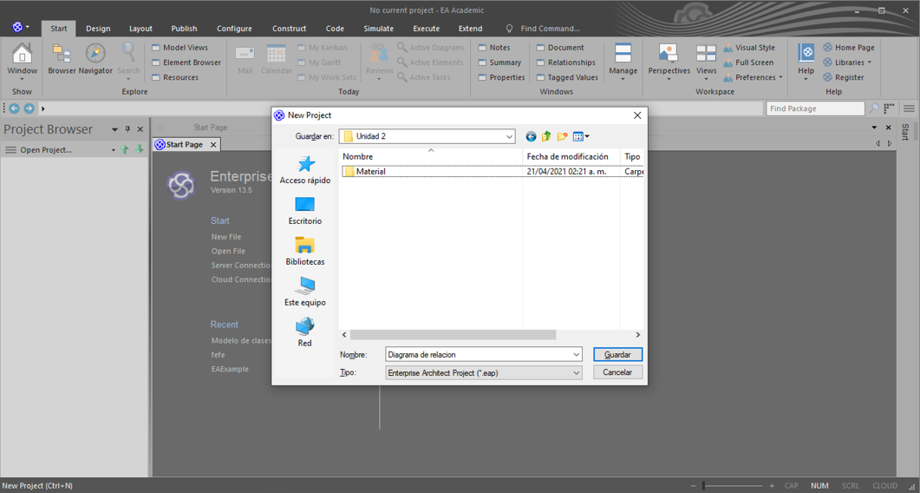 No current project - EA Academic
Start Design Layout Publish Configure Construct Code Simulate Execute Extend Find Command...
Window
Show
Browser Navigator Search
Model Views
Element Browser
Resources
Explore
Mail Calendar
My Kanban
My Gantt
My Work Sets
Reviews
Active Diagrams
Active Elements
Active Tasks
Today
Notes
Summary
Properties
Document
Relationships
Tagged Values
Windows
Manage
Perspectives Views
Visual Style
Full Screen
Preferences
Workspace
Help
Home Page
Libraries
Register
Help
Find Package
Project Browser
Open Project...
Start Page
Start Page
Start
Enterprise
Version 13.5
Start
New File
Open File
Server Connectio
Cloud Connectio
Recent
Modelo de clases
fefe
EAExample
New Project
Guardar en: Unidad 2
Nombre Fecha de modificación Tipo
Material 21/04/2021 02:21 a. m. Carpe
Acceso rápido
Escritorio
Bibliotecas
Este equipo
Red
Nombre: Diagrama de relacion Guardar
Tipo: Enterprise Architect Project (*.eap) Cancelar
New Project (Ctrl+N)
CAP NUM SCRL CLOUD